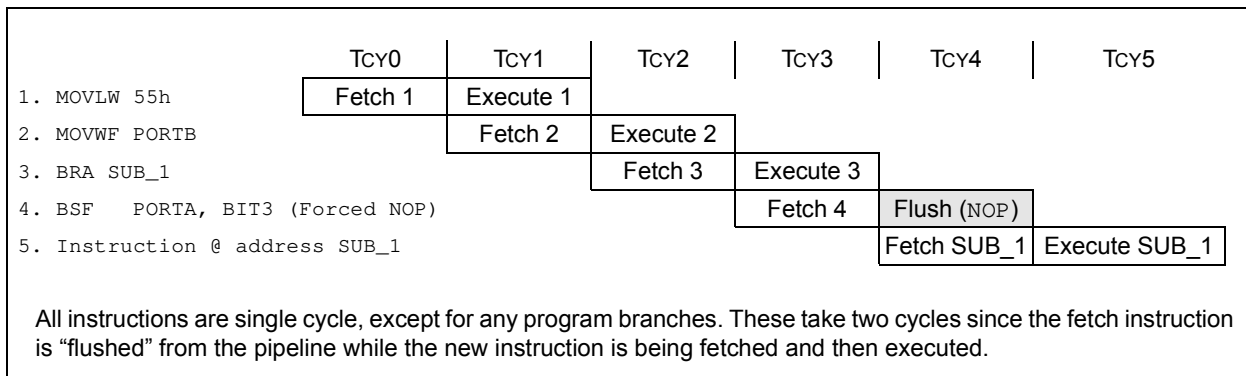 TCY0 TCY1 TCY2 TCY3 TCY4 TCY5
1. MOVLW 55h Fetch 1 Execute 1
2. MOVWF PORTB Fetch 2 Execute 2
3. BRA SUB_1 Fetch 3 Execute 3
4. BSF PORTA, BIT3 (Forced NOP) Fetch 4 Flush (NOP)
5. Instruction @ address SUB_1 Fetch SUB_1 Execute SUB_1
All instructions are single cycle, except for any program branches. These take two cycles since the fetch instruction
is “flushed” from the pipeline while the new instruction is being fetched and then executed.